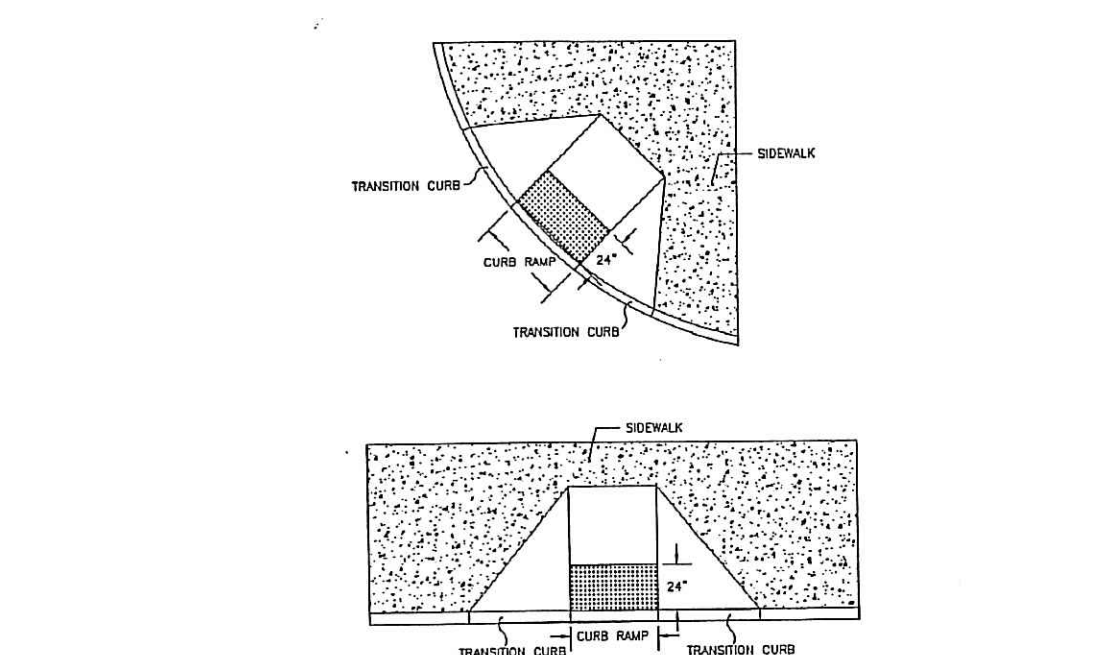 SIDEWALK
TRANSITION CURB
CURB RAMP
24"
TRANSITION CURB
SIDEWALK
24"
CURB RAMP
TRANSITION CURB
TRANSITION CURB